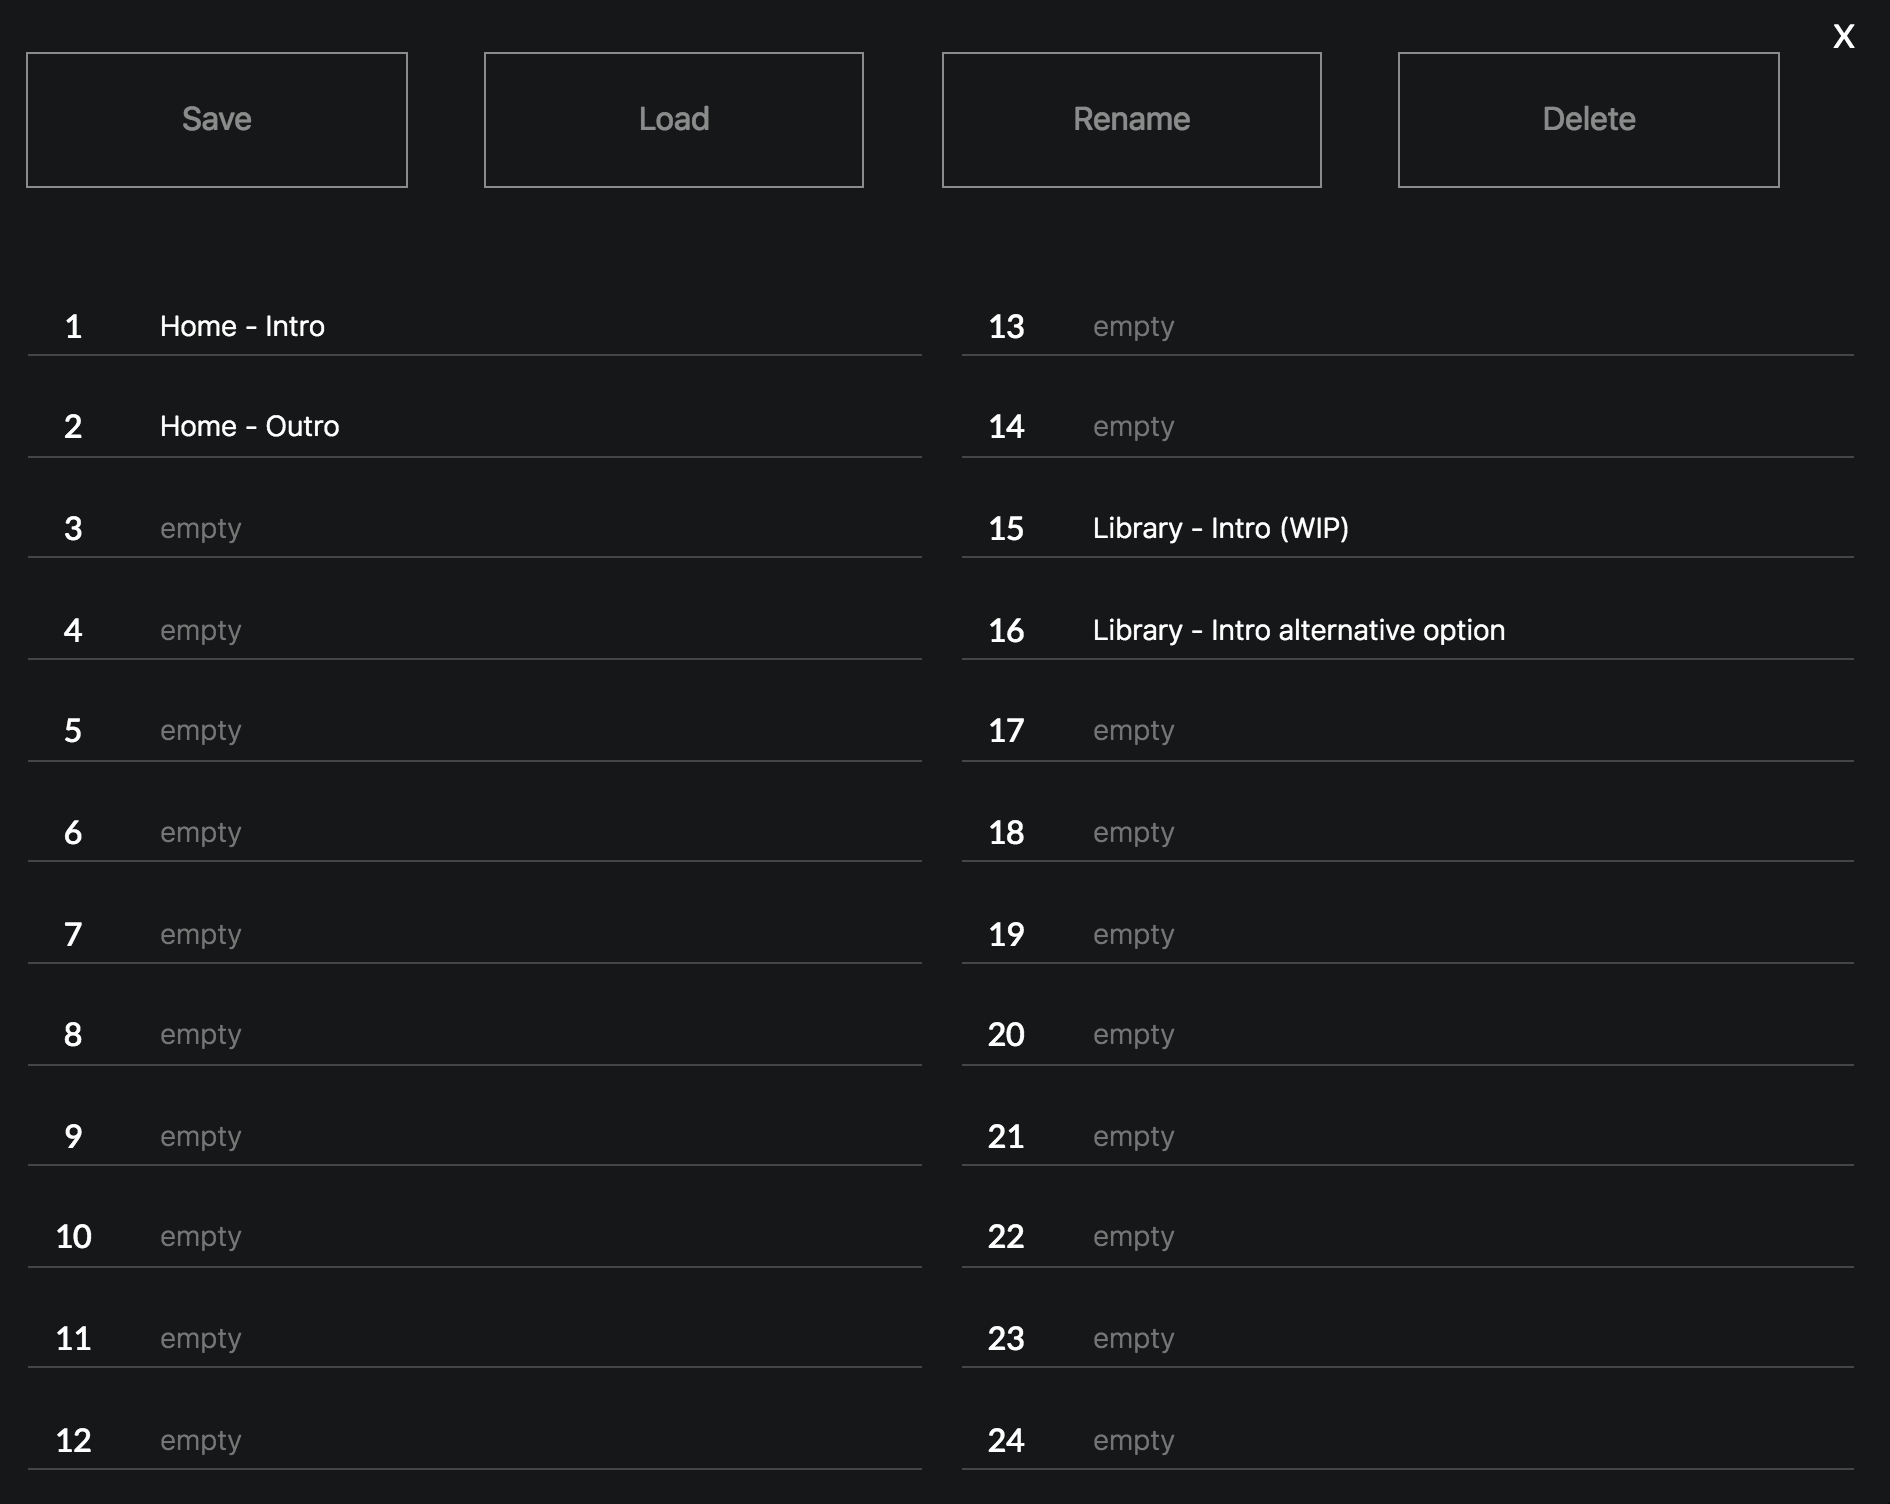 X
Save
Load
Rename
Delete
1 Home - Intro
2 Home - Outro
3 empty
4 empty
5 empty
6 empty
7 empty
8 empty
9 empty
10 empty
11 empty
12 empty
13 empty
14 empty
15 Library - Intro (WIP)
16 Library - Intro alternative option
17 empty
18 empty
19 empty
20 empty
21 empty
22 empty
23 empty
24 empty